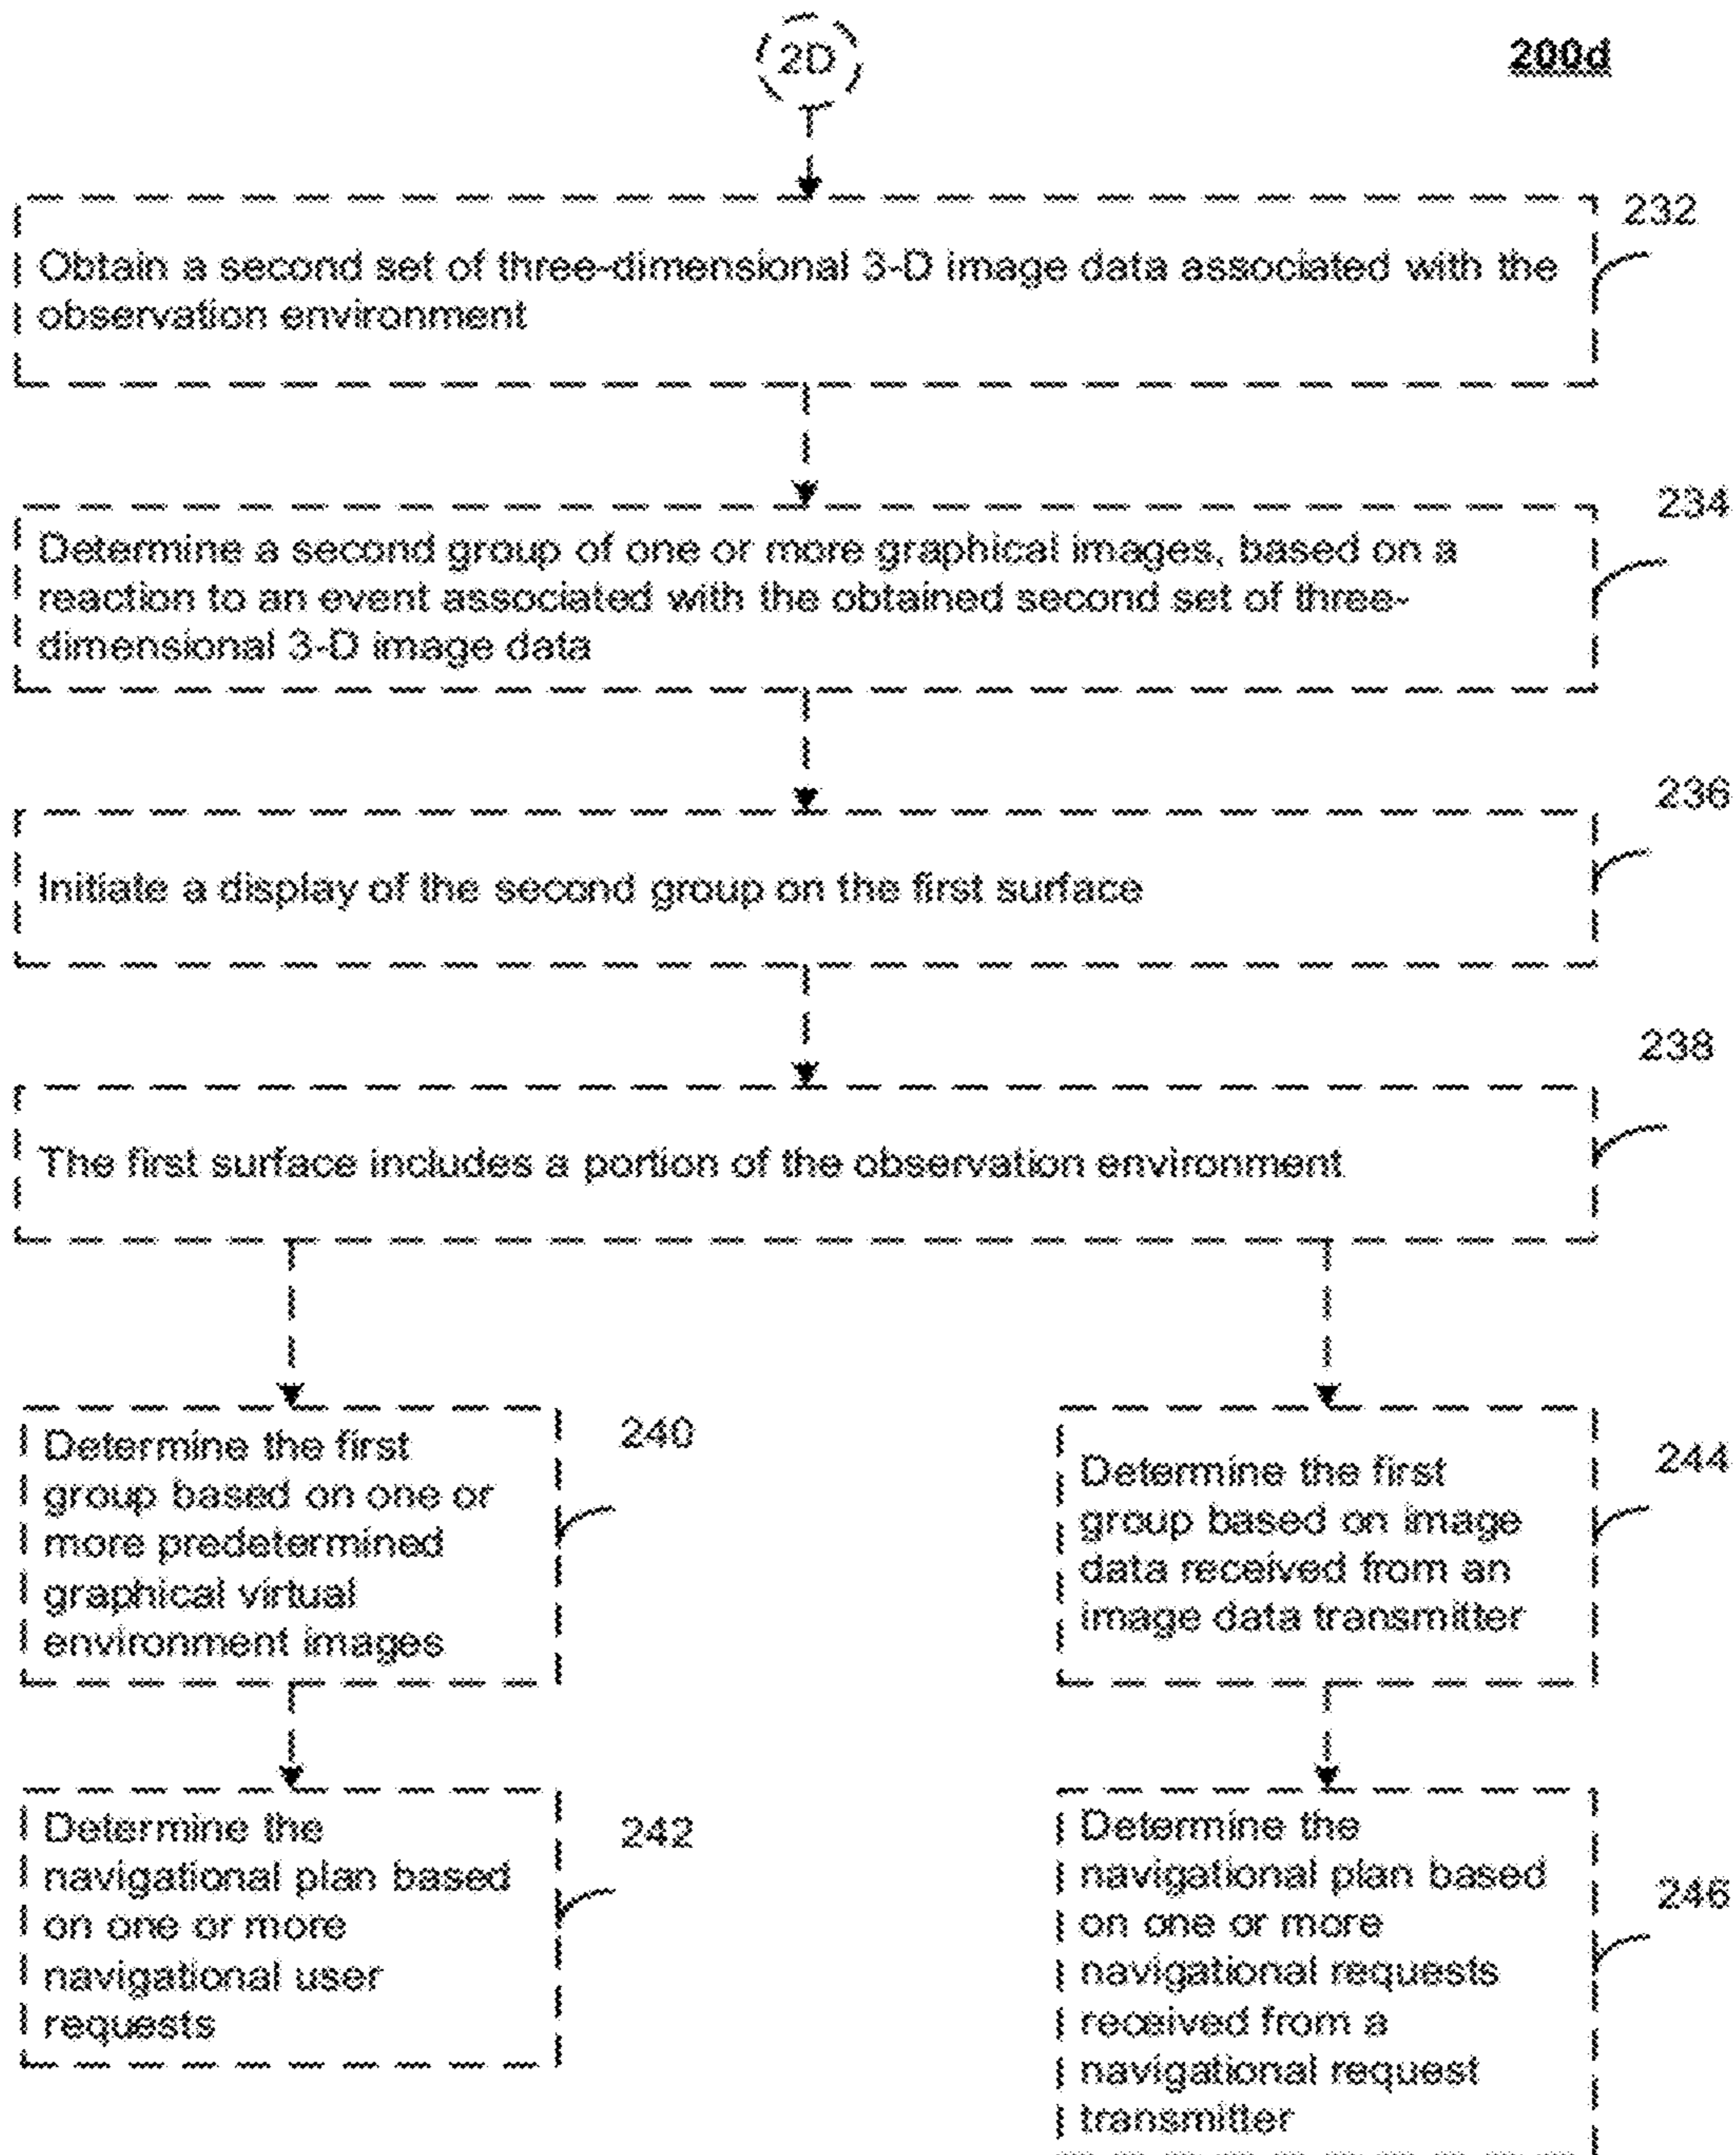 2D
200d
232
Obtain a second set of three-dimensional 3-D image data associated with the
observation environment
234
Determine a second group of one or more graphical images, based on a
reaction to an event associated with the obtained second set of three-
dimensional 3-D image data
236
Initiate a display of the second group on the first surface
238
The first surface includes a portion of the observation environment
240
Determine the first
group based on one or
more predetermined
graphical virtual
environment images
244
Determine the first
group based on image
data received from an
image data transmitter
242
Determine the
navigational plan based
on one or more
navigational user
requests
246
Determine the
navigational plan based
on one or more
navigational requests
received from a
navigational request
transmitter